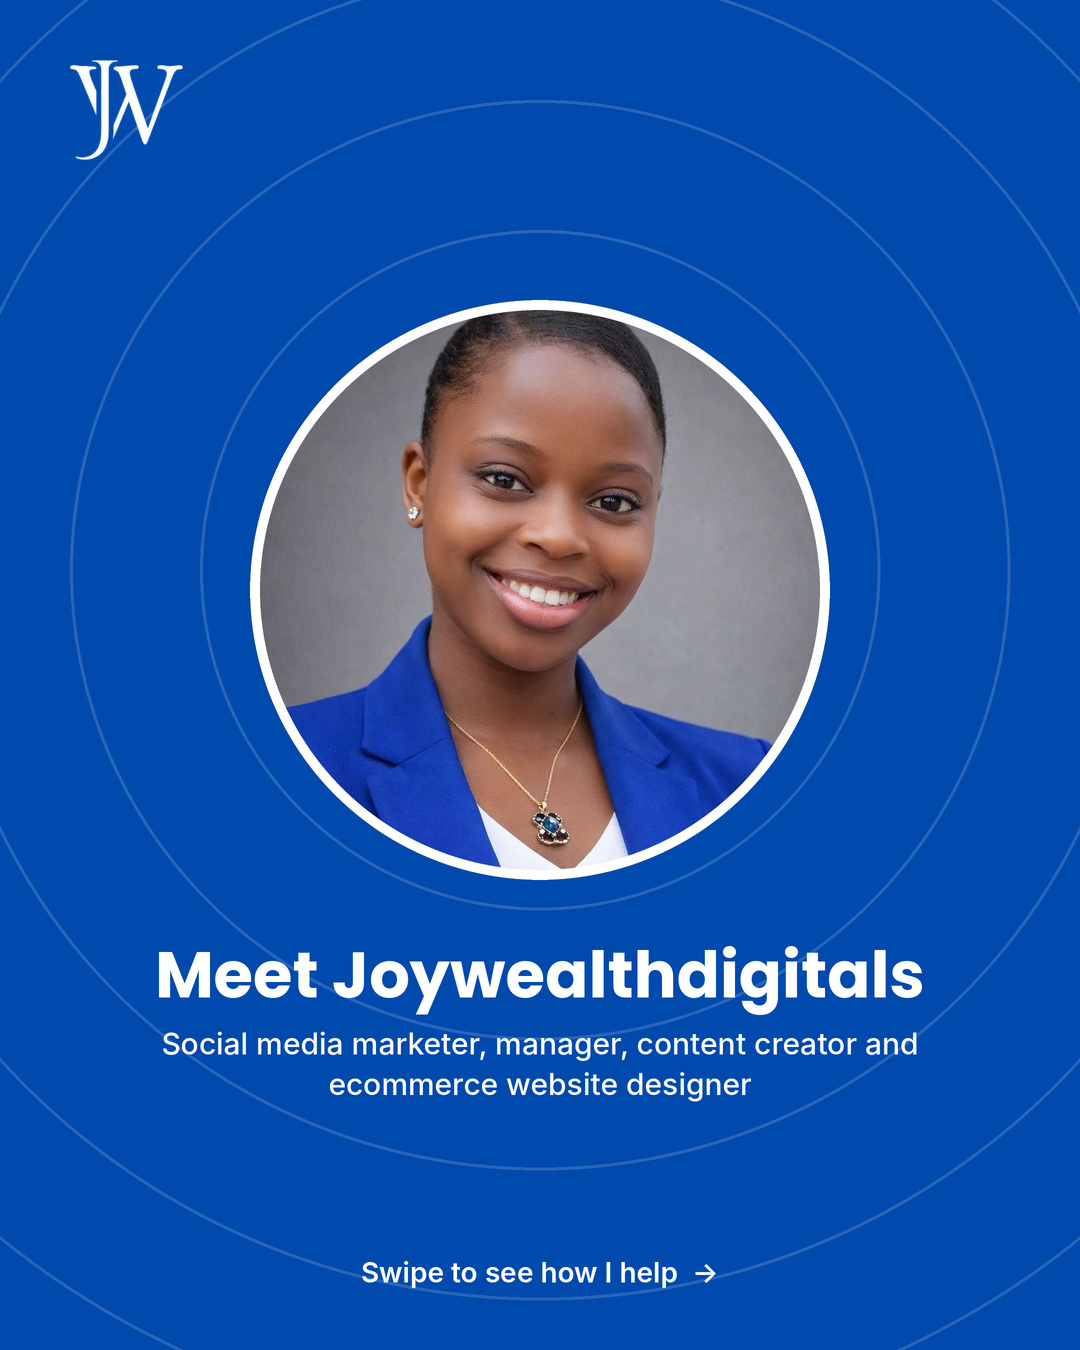 JW
Meet Joywealthdigitals
Social media marketer, manager, content creator and
ecommerce website designer
Swipe to see how I help →